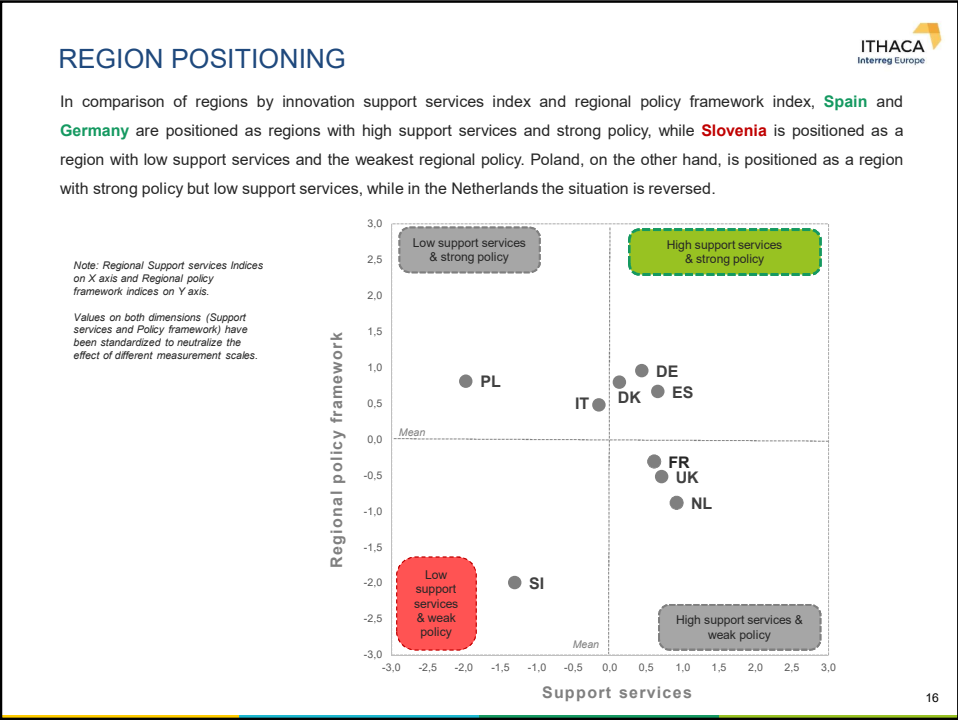 REGION POSITIONING
ITHACA
Interreg Europe
In comparison of regions by innovation support services index and regional policy framework index, Spain and
Germany are positioned as regions with high support services and strong policy, while Slovenia is positioned as a
region with low support services and the weakest regional policy. Poland, on the other hand, is positioned as a region
with strong policy but low support services, while in the Netherlands the situation is reversed.
Note: Regional Support services Indices
on X axis and Regional policy
framework indices on Y axis.
Values on both dimensions (Support
services and Policy framework) have
been standardized to neutralize the
effect of different measurement scales.
Regional policy framework
3,0
2,5
2,0
1,5
1,0
0,5
0,0
-0,5
-1,0
-1,5
-2,0
-2,5
-3,0
Low support services
& strong policy
High support services
& strong policy
PL
DE
ES
DK
IT
Mean
FR
UK
NL
SI
Low
support
services
& weak
policy
High support services &
weak policy
Mean
-3,0 -2,5 -2,0 -1,5 -1,0 -0,5 0,0 0,5 1,0 1,5 2,0 2,5 3,0
Support services
16